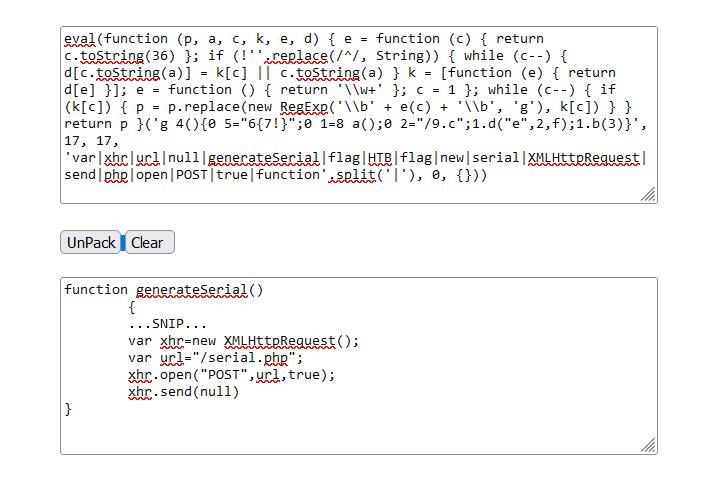 eval(function (p, a, c, k, e, d) { e = function (c) { return
c.toString(36) }; if (!''.replace(/^/, String)) { while (c--) {
d[c.toString(a)] = k[c] || c.toString(a) } k = [function (e) { return
d[e] }]; e = function () { return '\\w+' }; c = 1 }; while (c--) { if
(k[c]) { p = p.replace(new RegExp('\\b' + e(c) + '\\b', 'g'), k[c]) } }
return p }('g 4(){0 5="6{7!}";0 1=8 a();0 2="/9.c";1.d("e",2,f);1.b(3)}',
17, 17,
'var|xhr|url|null|generateSerial|flag|HTB|flag|new|serial|XMLHttpRequest|
send|php|open|POST|true|function'.split('|'), 0, {}))
UnPack Clear
function generateSerial()
{
...SNIP...
var xhr=new XMLHttpRequest();
var url="/serial.php";
xhr.open("POST",url,true);
xhr.send(null)
}